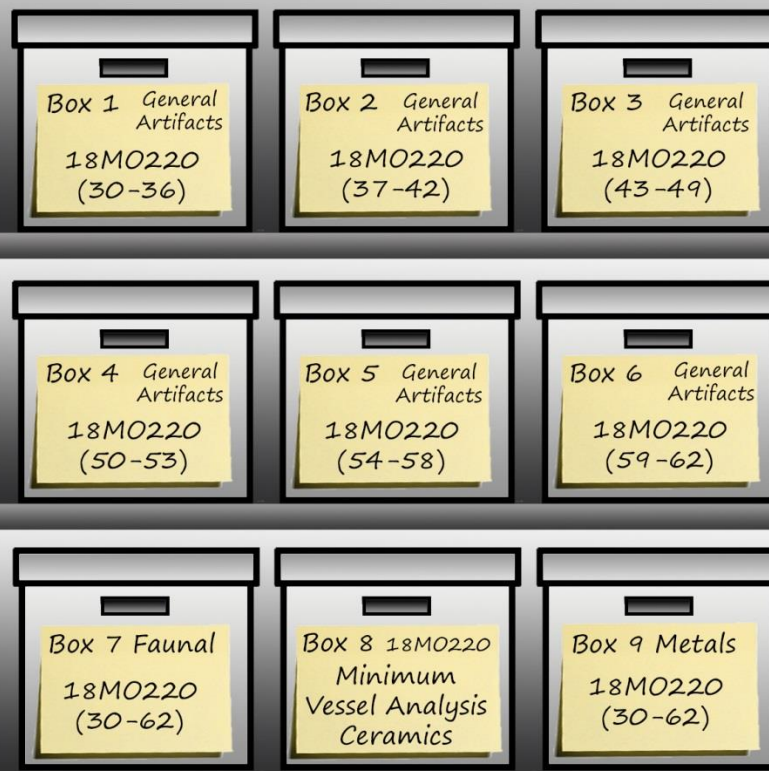 Box 1 General
Artifacts
18MO220
(30-36)
Box 2 General
Artifacts
18MO220
(37-42)
Box 3 General
Artifacts
18MO220
(43-49)
Box 4 General
Artifacts
18MO220
(50-53)
Box 5 General
Artifacts
18MO220
(54-58)
Box 6 General
Artifacts
18MO220
(59-62)
Box 7 Faunal
18MO220
(30-62)
Box 8 18MO220
Minimum
Vessel Analysis
Ceramics
Box 9 Metals
18MO220
(30-62)